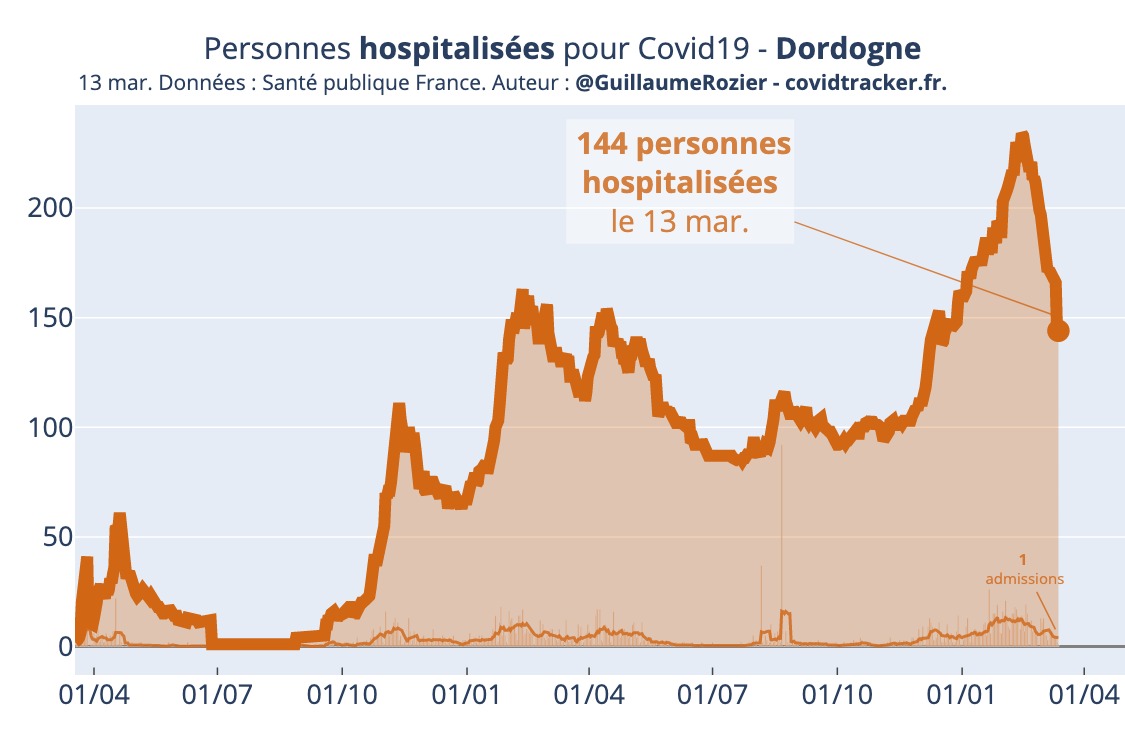 Personnes hospitalisées pour Covid19 - Dordogne
13 mar. Données : Santé publique France. Auteur : @GuillaumeRozier - covidtracker.fr.
144 personnes
hospitalisées
le 13 mar.
200
150
100
50
0
1
admissions
01/04 01/07 01/10 01/01 01/04 01/07 01/10 01/01 01/04